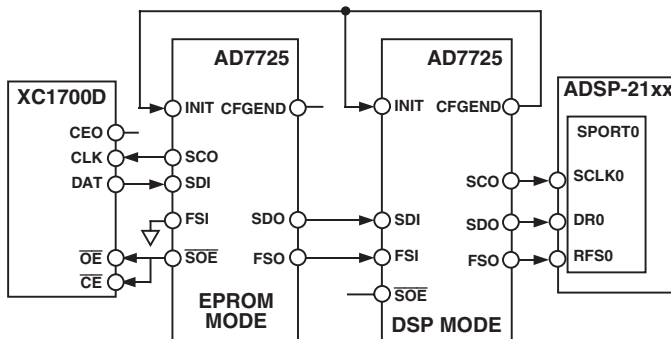 XC1700D
CEO
CLK
DAT
OE
CE
AD7725
INIT
CFGEND
SCO
SDI
FSI
SDO
SOE
FSO
EPROM
MODE
AD7725
INIT
CFGEND
SCO
SDI
SDO
FSI
FSO
SOE
DSP MODE
ADSP-21xx
SPORT0
SCLK0
DR0
RFS0